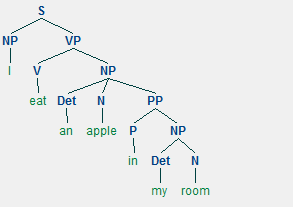 S
NP VP
I V NP
eat Det N PP
an apple P NP
in Det N
my room